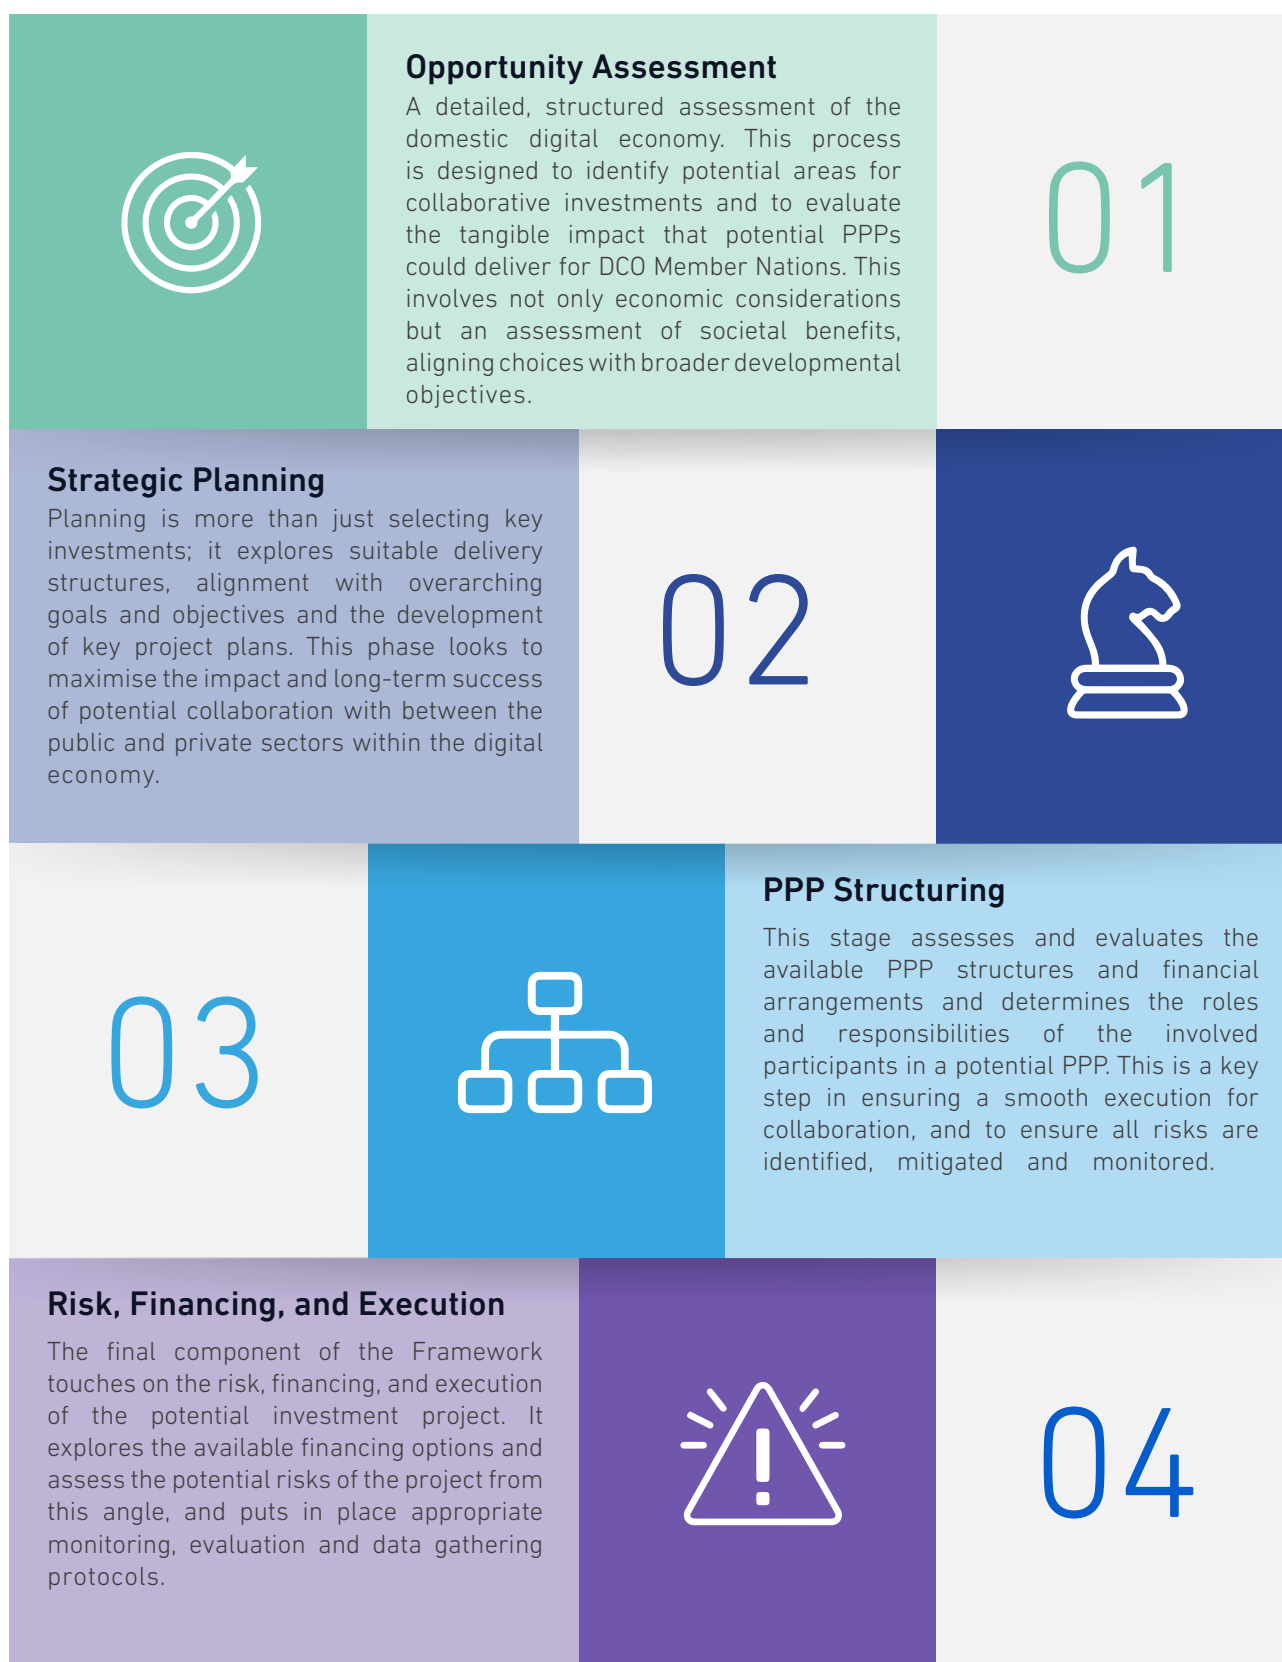 Opportunity Assessment
A detailed, structured assessment of the
domestic digital economy. This process
is designed to identify potential areas for
collaborative investments and to evaluate
the tangible impact that potential PPPs
could deliver for DCO Member Nations. This
involves not only economic considerations
but an assessment of societal benefits,
aligning choices with broader developmental
objectives.
01
Strategic Planning
Planning is more than just selecting key
investments; it explores suitable delivery
structures, alignment with overarching
goals and objectives and the development
of key project plans. This phase looks to
maximise the impact and long-term success
of potential collaboration with between the
public and private sectors within the digital
economy.
02
03
PPP Structuring
This stage assesses and evaluates the
available PPP structures and financial
arrangements and determines the roles
and responsibilities of the involved
participants in a potential PPP. This is a key
step in ensuring a smooth execution for
collaboration, and to ensure all risks are
identified, mitigated and monitored.
Risk, Financing, and Execution
The final component of the Framework
touches on the risk, financing, and execution
of the potential investment project. It
explores the available financing options and
assess the potential risks of the project from
this angle, and puts in place appropriate
monitoring, evaluation and data gathering
protocols.
04